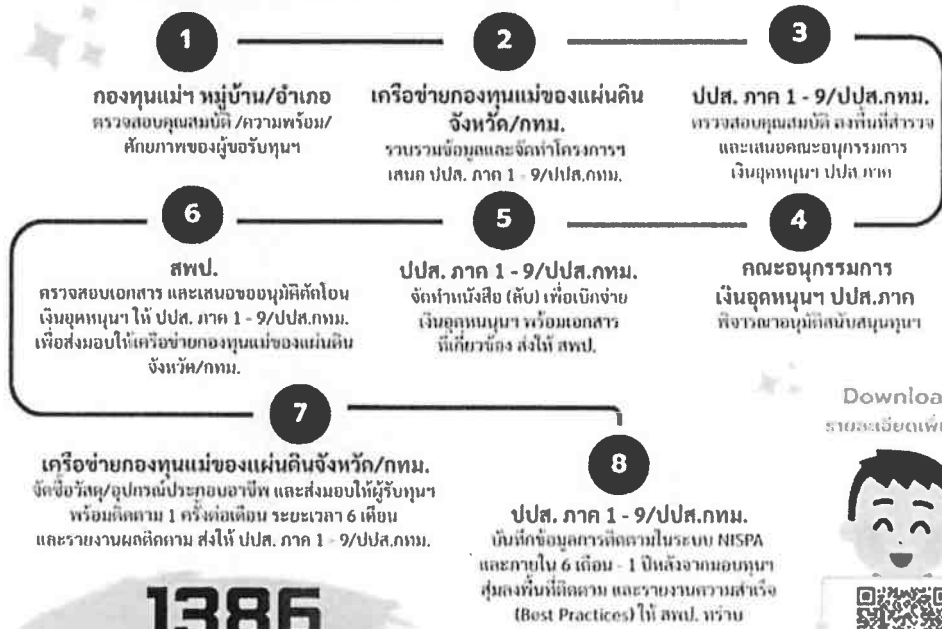 1
กองทุนแม่ฯ หมู่บ้าน/อำเภอ
ตรวจสอบคุณสมบัติ /ความพร้อม/
ศักยภาพของผู้ขอรับทุนฯ
2
เครือข่ายกองทุนแม่ของแผ่นดิน
จังหวัด/กทม.
รวบรวมข้อมูลและจัดทำโครงการฯ
เสนอ ปปส. ภาค 1 - 9/ปปส.กทม.
3
ปปส. ภาค 1 - 9/ปปส.กทม.
ตรวจสอบคุณสมบัติ ลงพื้นที่สำรวจ
และเสนอคณะอนุกรรมการ
เงินอุดหนุนฯ ปปส ภาค
4
คณะอนุกรรมการ
เงินอุดหนุนฯ ปปส.ภาค
พิจารณาอนุมัติสนับสนุนทุนฯ
5
ปปส. ภาค 1 - 9/ปปส.กทม.
จัดทำหนังสือ (ลับ) เพื่อเบิกจ่าย
เงินอุดหนุนฯ พร้อมเอกสาร
ที่เกี่ยวข้อง ส่งให้ สพป.
6
สพป.
ตรวจสอบเอกสาร และเสนอขออนุมัติตัดโอน
เงินอุดหนุนฯ ให้ ปปส. ภาค 1 - 9/ปปส.กทม.
เพื่อส่งมอบให้เครือข่ายกองทุนแม่ของแผ่นดิน
จังหวัด/กทม.
7
เครือข่ายกองทุนแม่ของแผ่นดินจังหวัด/กทม.
จัดซื้อวัสดุ/อุปกรณ์ประกอบอาชีพ และส่งมอบให้ผู้รับทุนฯ
พร้อมติดตาม 1 ครั้งต่อเดือน ระยะเวลา 6 เดือน
และรายงานผลติดตาม ส่งให้ ปปส. ภาค 1 - 9/ปปส.กทม.
8
ปปส. ภาค 1 - 9/ปปส.กทม.
บันทึกข้อมูลการติดตามในระบบ NISPA
และภายใน 6 เดือน - 1 ปีหลังจากมอบทุนฯ
สุ่มลงพื้นที่ติดตาม และรายงานความสำเร็จ
(Best Practices) ให้ สพป. ทราบ
Downloa
รายละเอียดเพิ่
1386